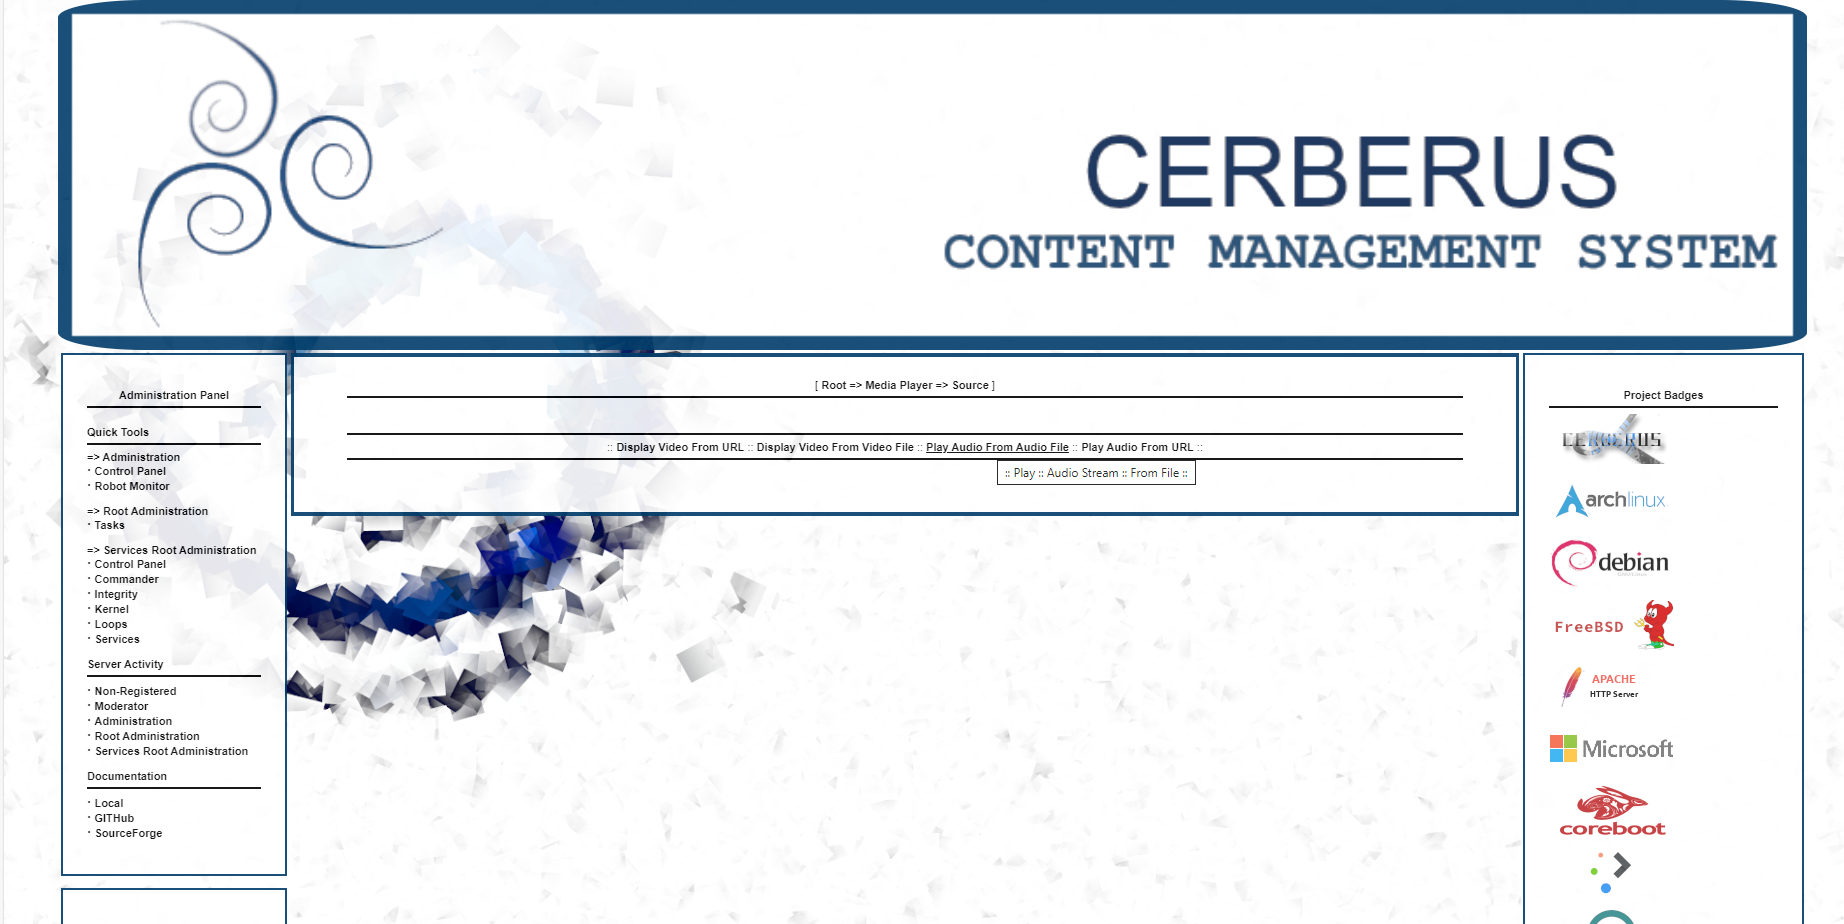 CERBERUS
CONTENT MANAGEMENT SYSTEM
Administration Panel
Quick Tools
=> Administration
· Control Panel
· Robot Monitor
=> Root Administration
· Tasks
=> Services Root Administration
· Control Panel
· Commander
· Integrity
· Kernel
· Loops
· Services
Server Activity
· Non-Registered
· Moderator
· Administration
· Root Administration
· Services Root Administration
Documentation
· Local
· GITHub
· SourceForge
[ Root => Media Player => Source ]
:: Display Video From URL :: Display Video From Video File :: Play Audio From Audio File :: Play Audio From URL ::
:: Play :: Audio Stream :: From File ::
Project Badges
CERBERUS
archlinux
debian
FreeBSD
APACHE
HTTP Server
Microsoft
coreboot